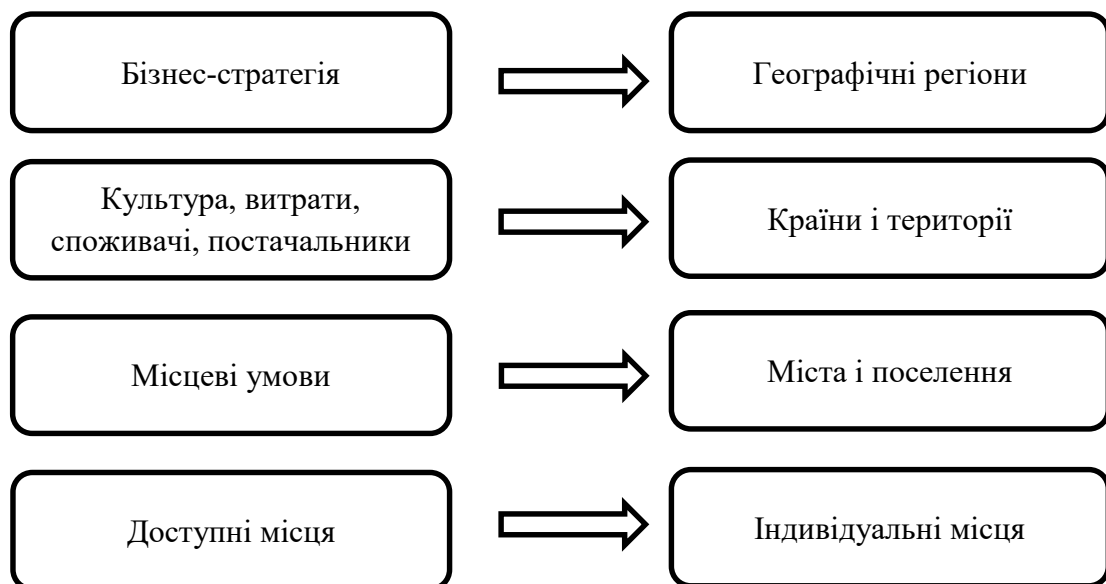 Бізнес-стратегія
Географічні регіони
Культура, витрати,
споживачі, постачальники
Країни і території
Місцеві умови
Міста і поселення
Доступні місця
Індивідуальні місця